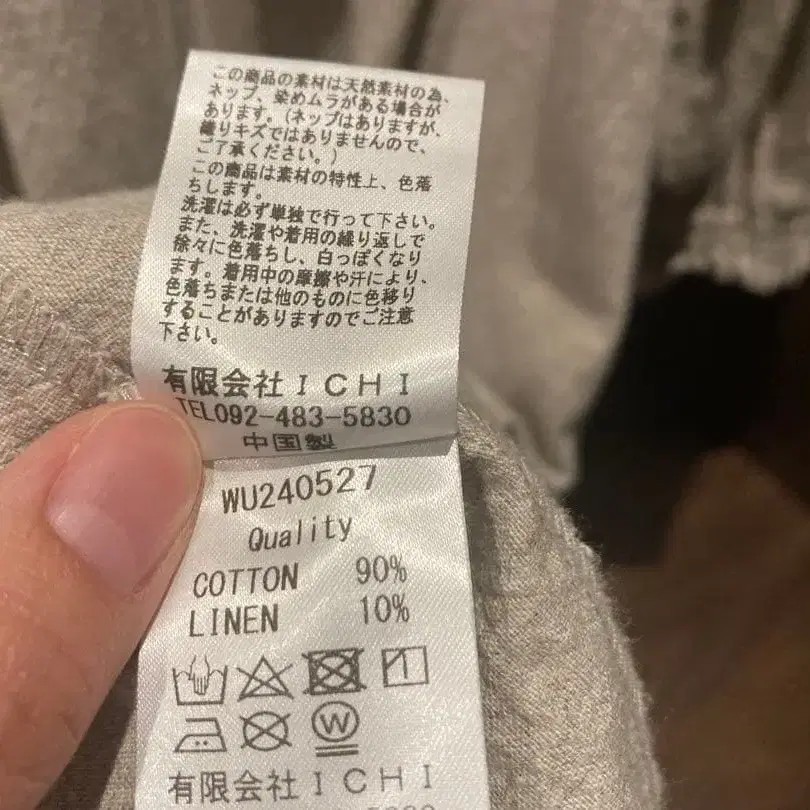 この商品の素材は天然素材の為、
ネップ、染めムラがある場合が
あります。(ネップはありますが、
織りキズではありませんので、
ご了承ください。)
この商品は素材の特性上、色落
ちします。
洗濯は必ず単独で行って下さい。
また、洗濯や着用の繰り返しで
徐々に色落ちし、白っぽくなり
ます。着用中の摩擦や汗により、
色落ちまたは他のものに色移り
することがありますのでご注意
下さい。
有限会社ICHI
TEL092-483-5830
中国製
WU240527
Quality
COTTON 90%
LINEN 10%
W
有限会社ICHI